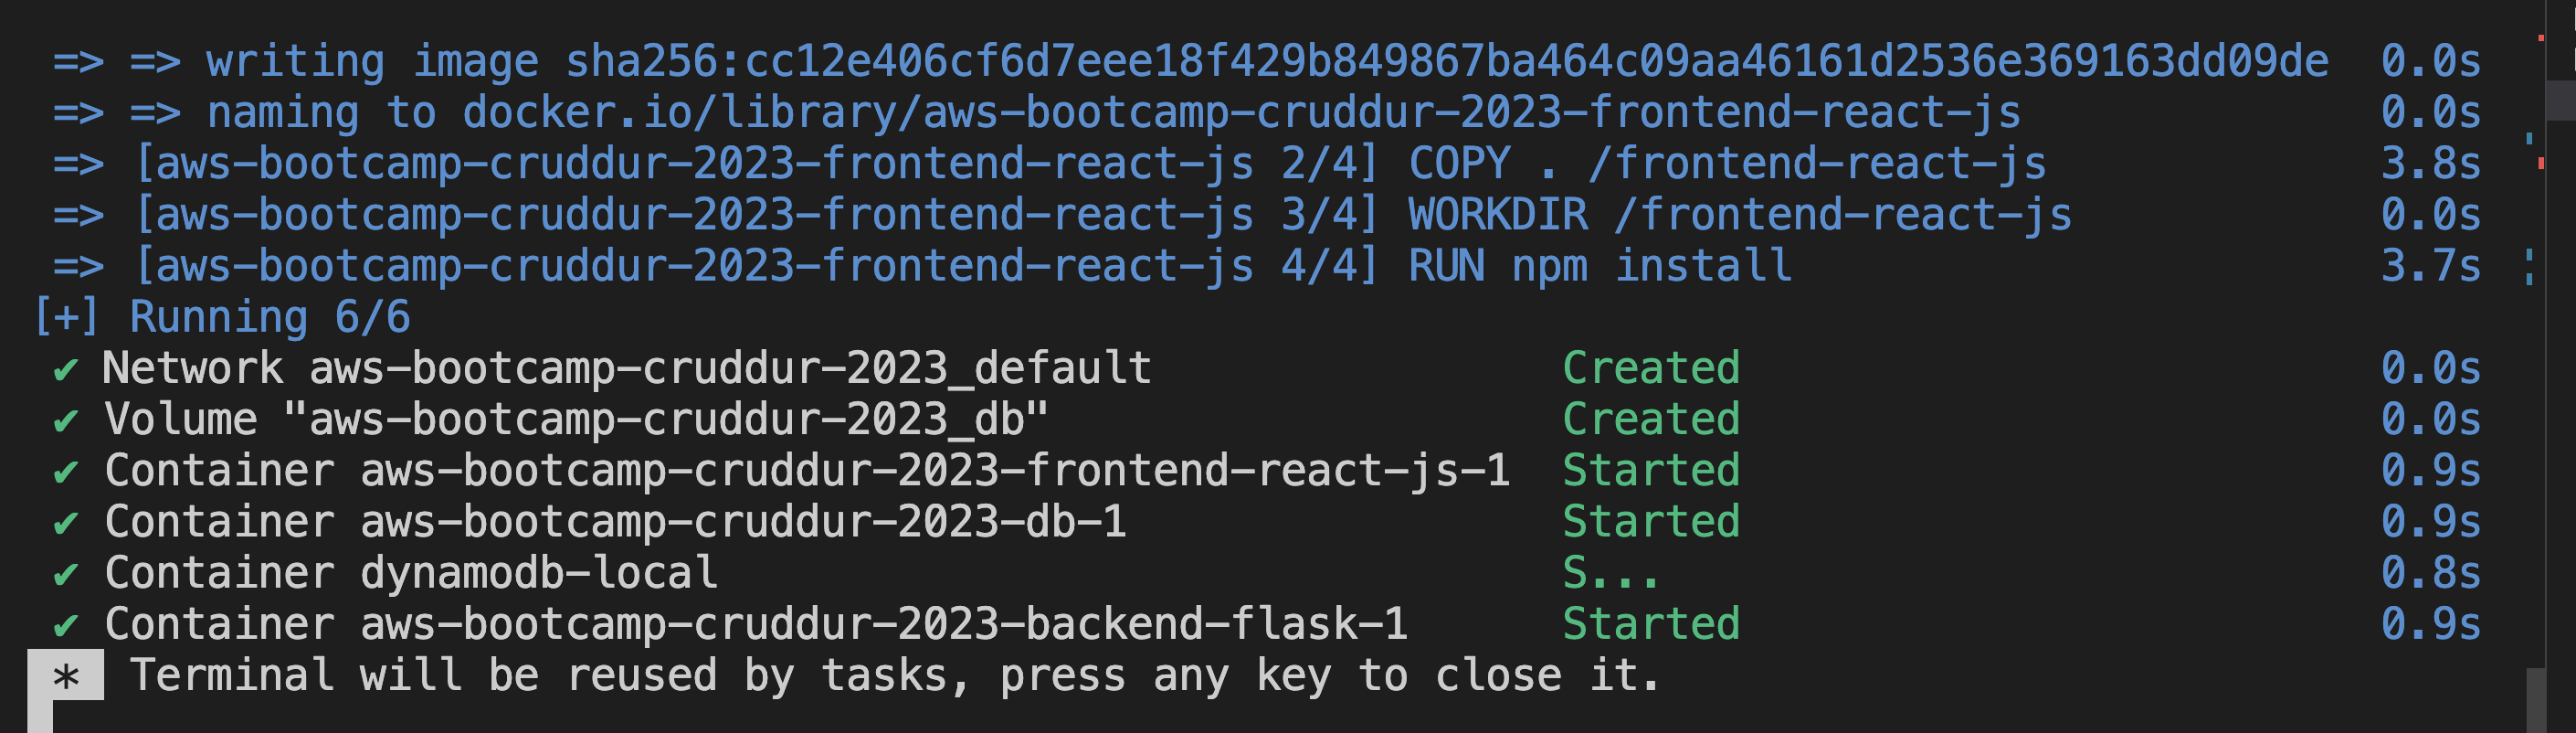 => => writing image sha256:cc12e406cf6d7eee18f429b849867ba464c09aa46161d2536e369163dd09de 0.0s
=> => naming to docker.io/library/aws-bootcamp-cruddur-2023-frontend-react-js 0.0s
=> [aws-bootcamp-cruddur-2023-frontend-react-js 2/4] COPY . /frontend-react-js 3.8s
=> [aws-bootcamp-cruddur-2023-frontend-react-js 3/4] WORKDIR /frontend-react-js 0.0s
=> [aws-bootcamp-cruddur-2023-frontend-react-js 4/4] RUN npm install 3.7s
[+] Running 6/6
✔ Network aws-bootcamp-cruddur-2023_default Created 0.0s
✔ Volume "aws-bootcamp-cruddur-2023_db" Created 0.0s
✔ Container aws-bootcamp-cruddur-2023-frontend-react-js-1 Started 0.9s
✔ Container aws-bootcamp-cruddur-2023-db-1 Started 0.9s
✔ Container dynamodb-local S... 0.8s
✔ Container aws-bootcamp-cruddur-2023-backend-flask-1 Started 0.9s
* Terminal will be reused by tasks, press any key to close it.